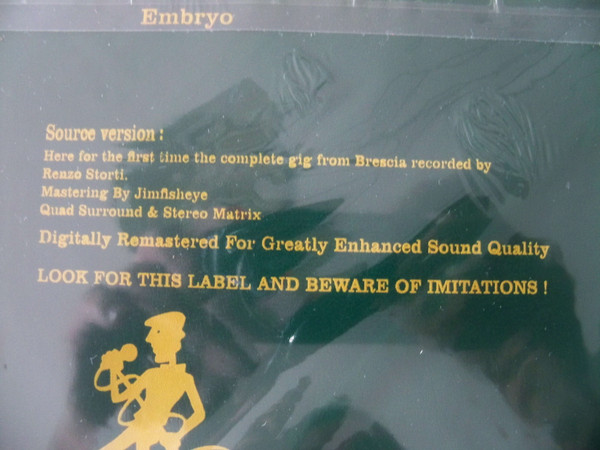 Embryo
Source version :
Here for the first time the complete gig from Brescia recorded by
Renzo Storti.
Mastering By Jimfisheye
Quad Surround & Stereo Matrix
Digitally Remastered For Greatly Enhanced Sound Quality
LOOK FOR THIS LABEL AND BEWARE OF IMITATIONS !